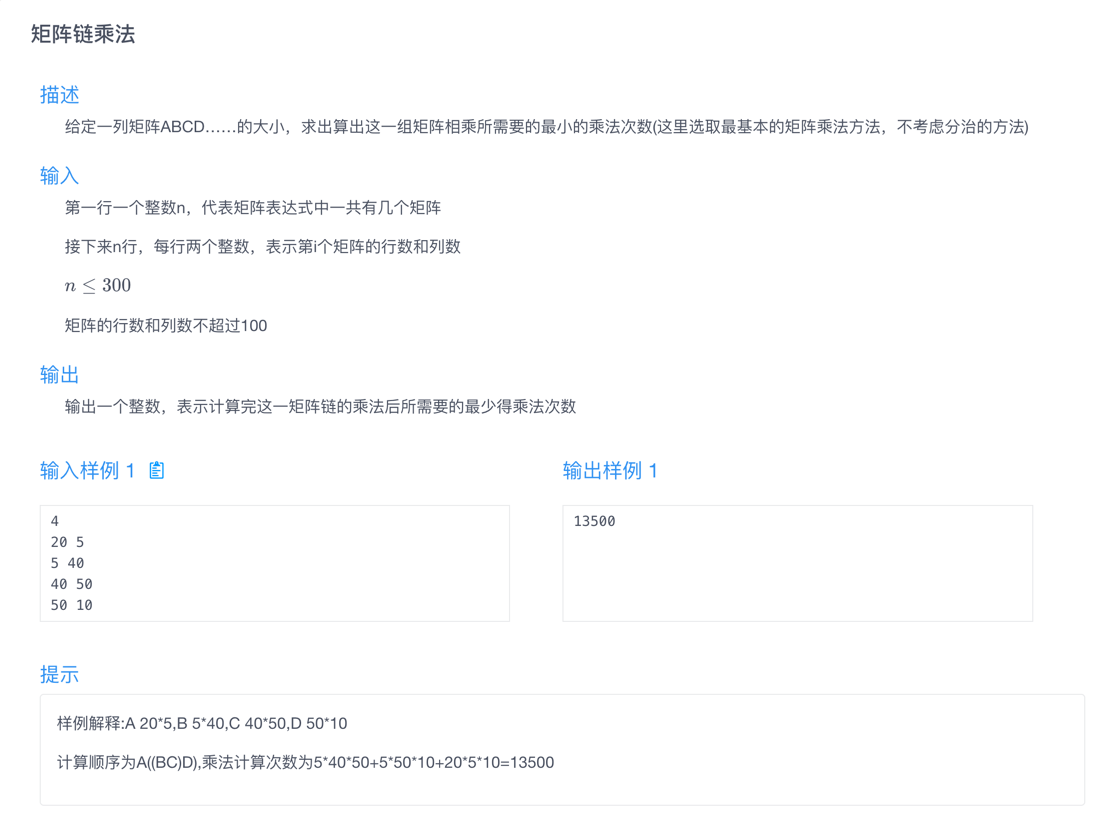 矩阵链乘法
描述
给定一列矩阵ABCD……的大小，求出算出这一组矩阵相乘所需要的最小的乘法次数(这里选取最基本的矩阵乘法方法，不考虑分治的方法)
输入
第一行一个整数n，代表矩阵表达式中一共有几个矩阵
接下来n行，每行两个整数，表示第i个矩阵的行数和列数
n ≤ 300
矩阵的行数和列数不超过100
输出
输出一个整数，表示计算完这一矩阵链的乘法后所需要的最少得乘法次数
输入样例 1
4
20 5
5 40
40 50
50 10
输出样例 1
13500
提示
样例解释:A 20*5,B 5*40,C 40*50,D 50*10
计算顺序为A((BC)D),乘法计算次数为5*40*50+5*50*10+20*5*10=13500